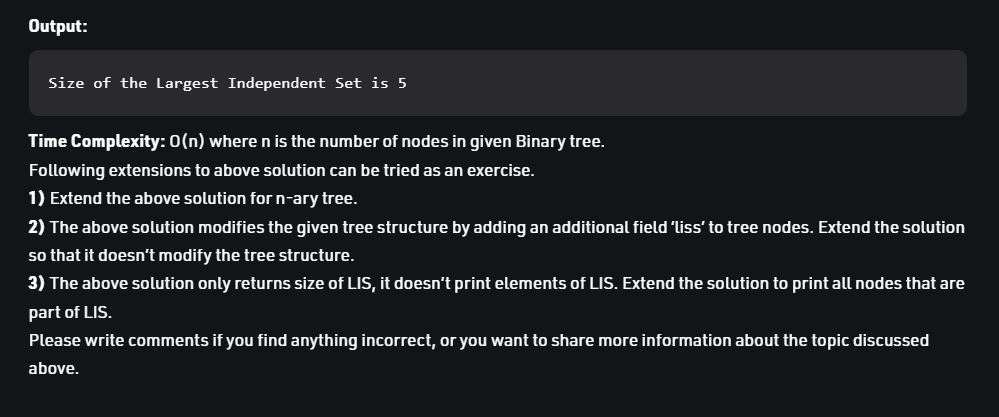 Output:
Size of the Largest Independent Set is 5
Time Complexity: O(n) where n is the number of nodes in given Binary tree.
Following extensions to above solution can be tried as an exercise.
1) Extend the above solution for n-ary tree.
2) The above solution modifies the given tree structure by adding an additional field ‘liss’ to tree nodes. Extend the solution
so that it doesn’t modify the tree structure.
3) The above solution only returns size of LIS, it doesn’t print elements of LIS. Extend the solution to print all nodes that are
part of LIS.
Please write comments if you find anything incorrect, or you want to share more information about the topic discussed
above.